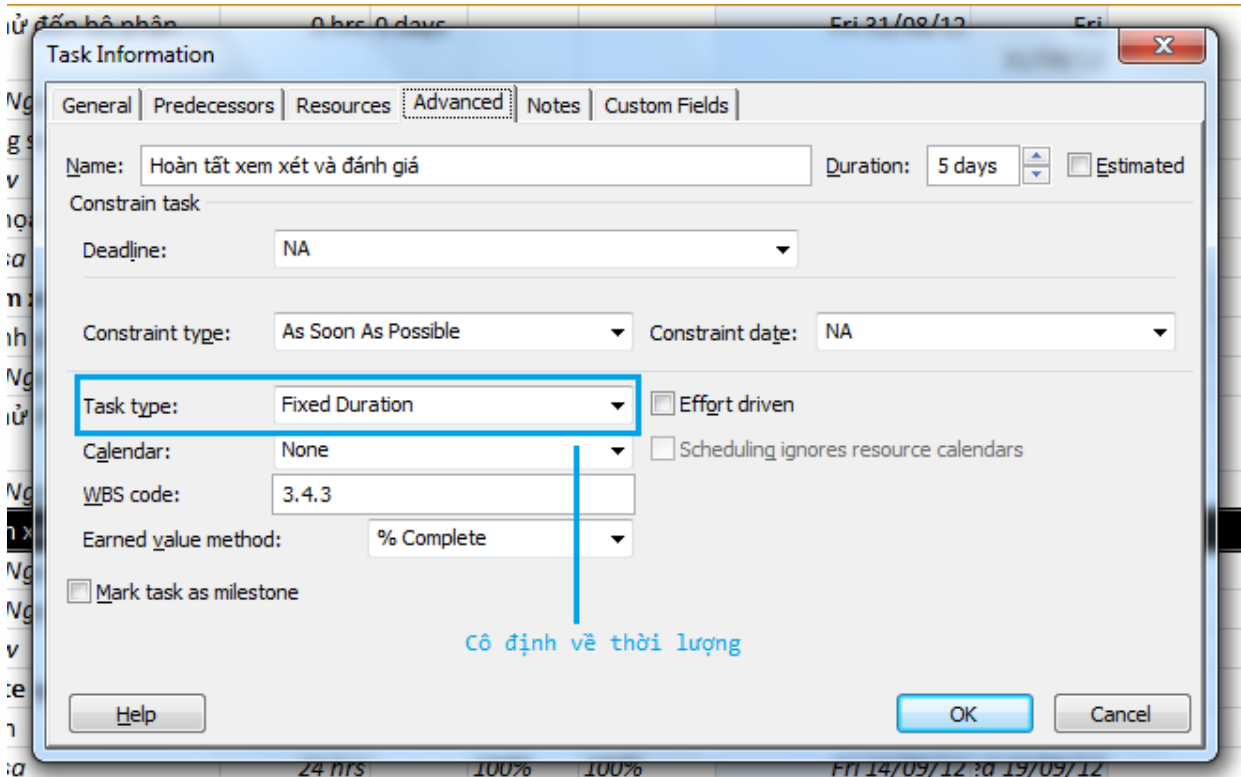 0 hrs 0 days Fri 31/08/12 Fri
Task Information
General Predecessors Resources Advanced Notes Custom Fields
Name: Hoàn tất xem xét và đánh giá Duration: 5 days Estimated
Constrain task
Deadline: NA
Constraint type: As Soon As Possible Constraint date: NA
Task type: Fixed Duration Effort driven
Calendar: None Scheduling ignores resource calendars
WBS code: 3.4.3
Earned value method: % Complete
Mark task as milestone
Cô định về thời lượng
Help OK Cancel
24 hrs 100% 100% Fri 14/09/12 19/09/12